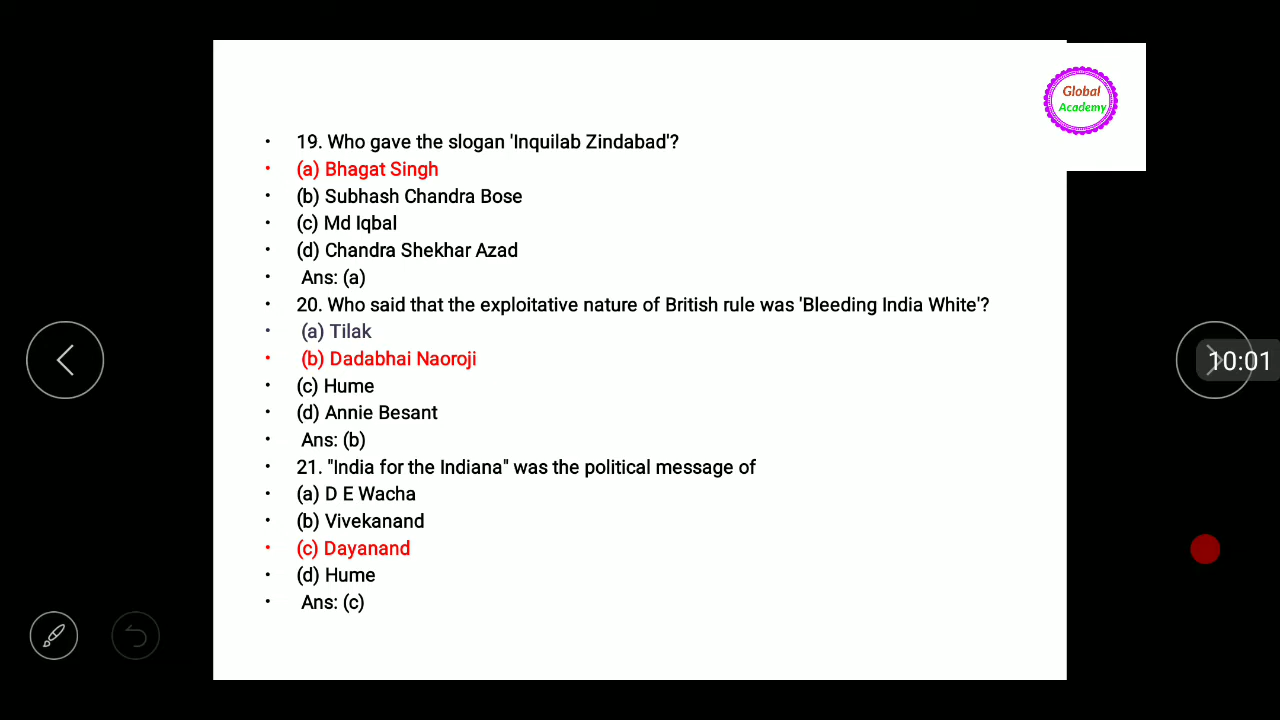 Global
Academy
• 19. Who gave the slogan 'Inquilab Zindabad'?
• (a) Bhagat Singh
• (b) Subhash Chandra Bose
• (c) Md Iqbal
• (d) Chandra Shekhar Azad
• Ans: (a)
• 20. Who said that the exploitative nature of British rule was 'Bleeding India White'?
• (a) Tilak
• (b) Dadabhai Naoroji
• (c) Hume
• (d) Annie Besant
• Ans: (b)
• 21. "India for the Indiana" was the political message of
• (a) D E Wacha
• (b) Vivekanand
• (c) Dayanand
• (d) Hume
• Ans: (c)
10:01